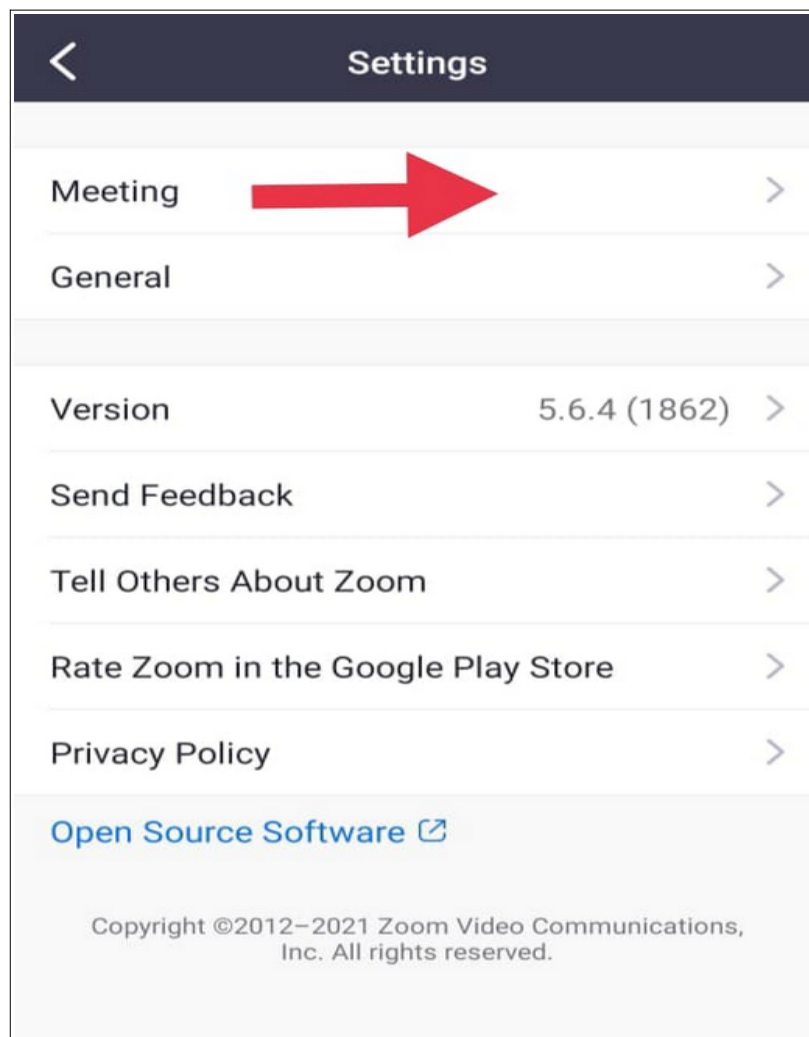 Settings
Meeting
General
Version 5.6.4 (1862)
Send Feedback
Tell Others About Zoom
Rate Zoom in the Google Play Store
Privacy Policy
Open Source Software
Copyright ©2012–2021 Zoom Video Communications,
Inc. All rights reserved.